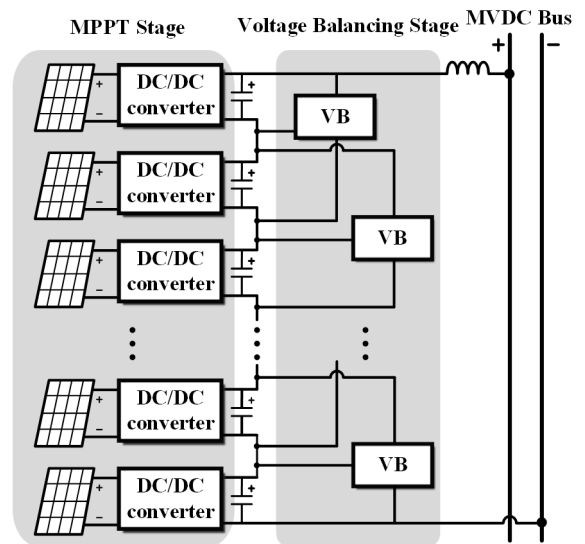 MPPT Stage
Voltage Balancing Stage
MVDC Bus
+ −
+
−
DC/DC
converter
+
VB
+
−
DC/DC
converter
+
VB
+
−
DC/DC
converter
+
+
−
DC/DC
converter
+
VB
+
−
DC/DC
converter
+